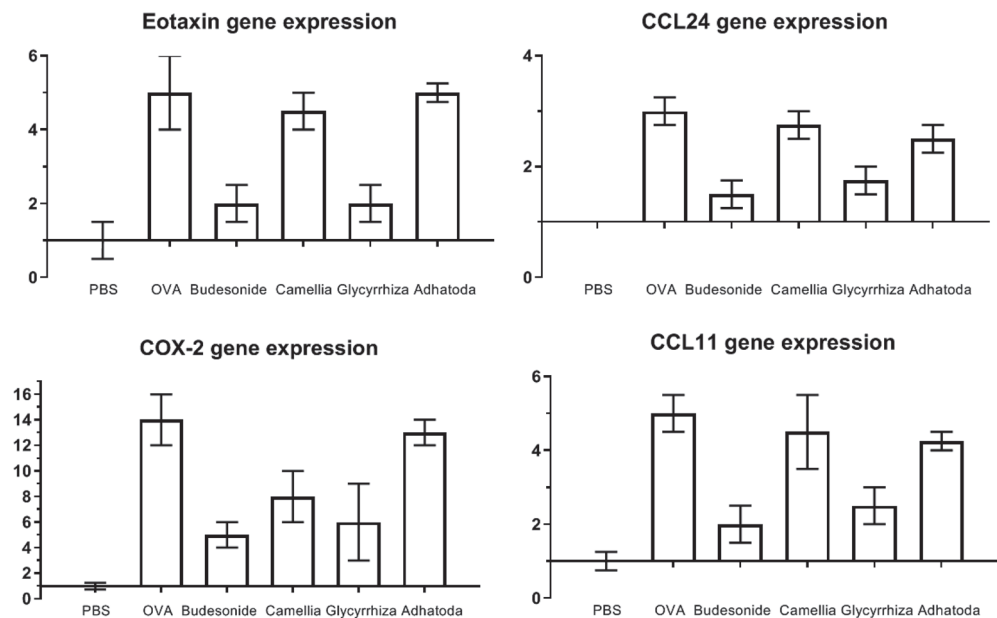 Eotaxin gene expression
6
4
2
0
PBS OVA Budesonide Camellia Glycyrrhiza Adhatoda
CCL24 gene expression
4
2
0
PBS OVA Budesonide Camellia Glycyrrhiza Adhatoda
COX-2 gene expression
16
14
12
10
8
6
4
2
0
PBS OVA Budesonide Camellia Glycyrrhiza Adhatoda
CCL11 gene expression
6
4
2
0
PBS OVA Budesonide Camellia Glycyrrhiza Adhatoda